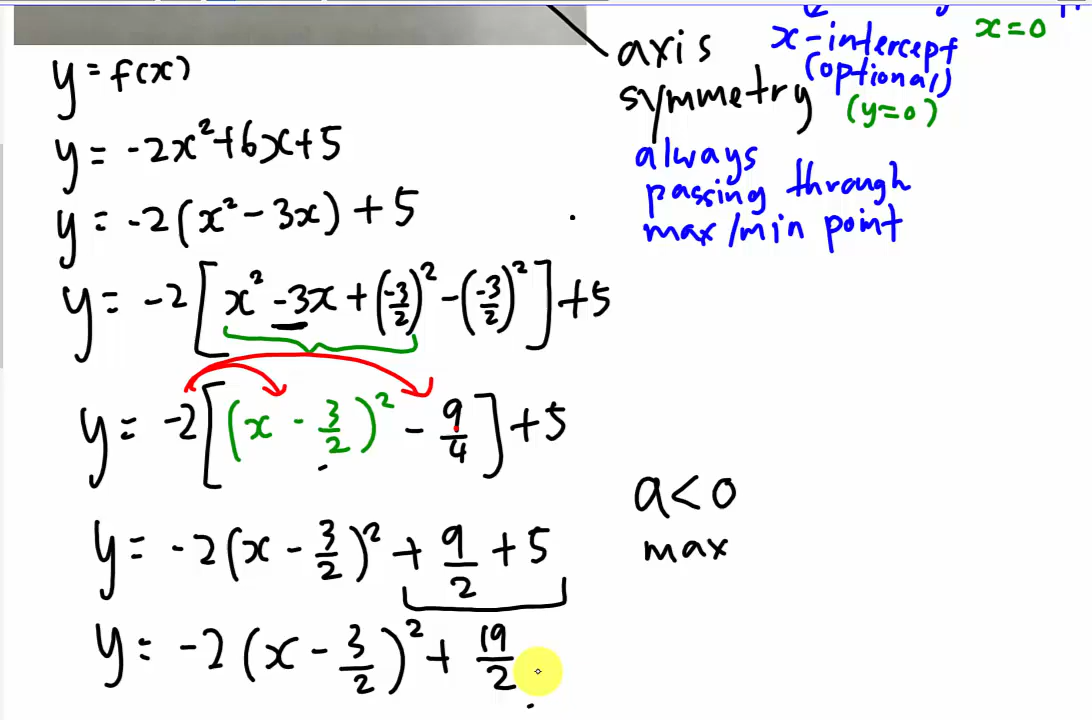 y = f(x)
y = -2x²+6x+5
y = -2(x² - 3x) + 5
y = -2[x² -3x + (-3/2)² - (-3/2)²] + 5
y = -2[(x - 3/2)² - 9/4] + 5
y = -2(x - 3/2)² + 9/2 + 5
y = -2(x - 3/2)² + 19/2
axis
symmetry
x-intercept
(optional)
(y=0)
x=0
always
passing through
max/min point
a<0
max